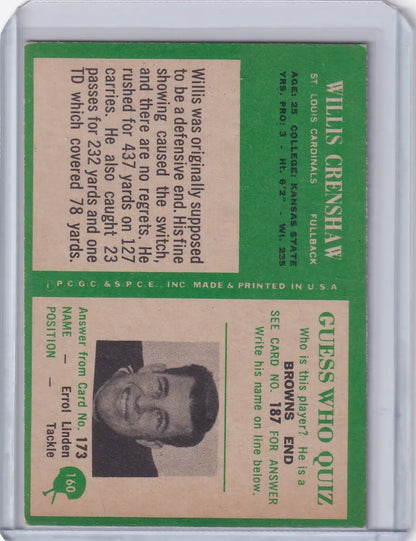 WILLIS CRENSHAW
ST. LOUIS CARDINALS FULLBACK
AGE: 25 COLLEGE: KANSAS STATE
YRS. PRO: 3 - Ht. 6'2" - Wt. 235
Willis was originally supposed
to be a defensive end. His fine
showing caused the switch,
and there are no regrets. He
rushed for 437 yards on 127
carries. He also caught 23
passes for 232 yards and one
TD which covered 78 yards.
P.C.G.C. & S.P.C.E., INC. MADE & PRINTED IN U.S.A.
GUESS WHO QUIZ
Who is this player? He is a
BROWNS END
SEE CARD NO. 187 FOR ANSWER
Write his name on line below.
Answer from Card No. 173
NAME — Errol Linden
POSITION — Tackle
160